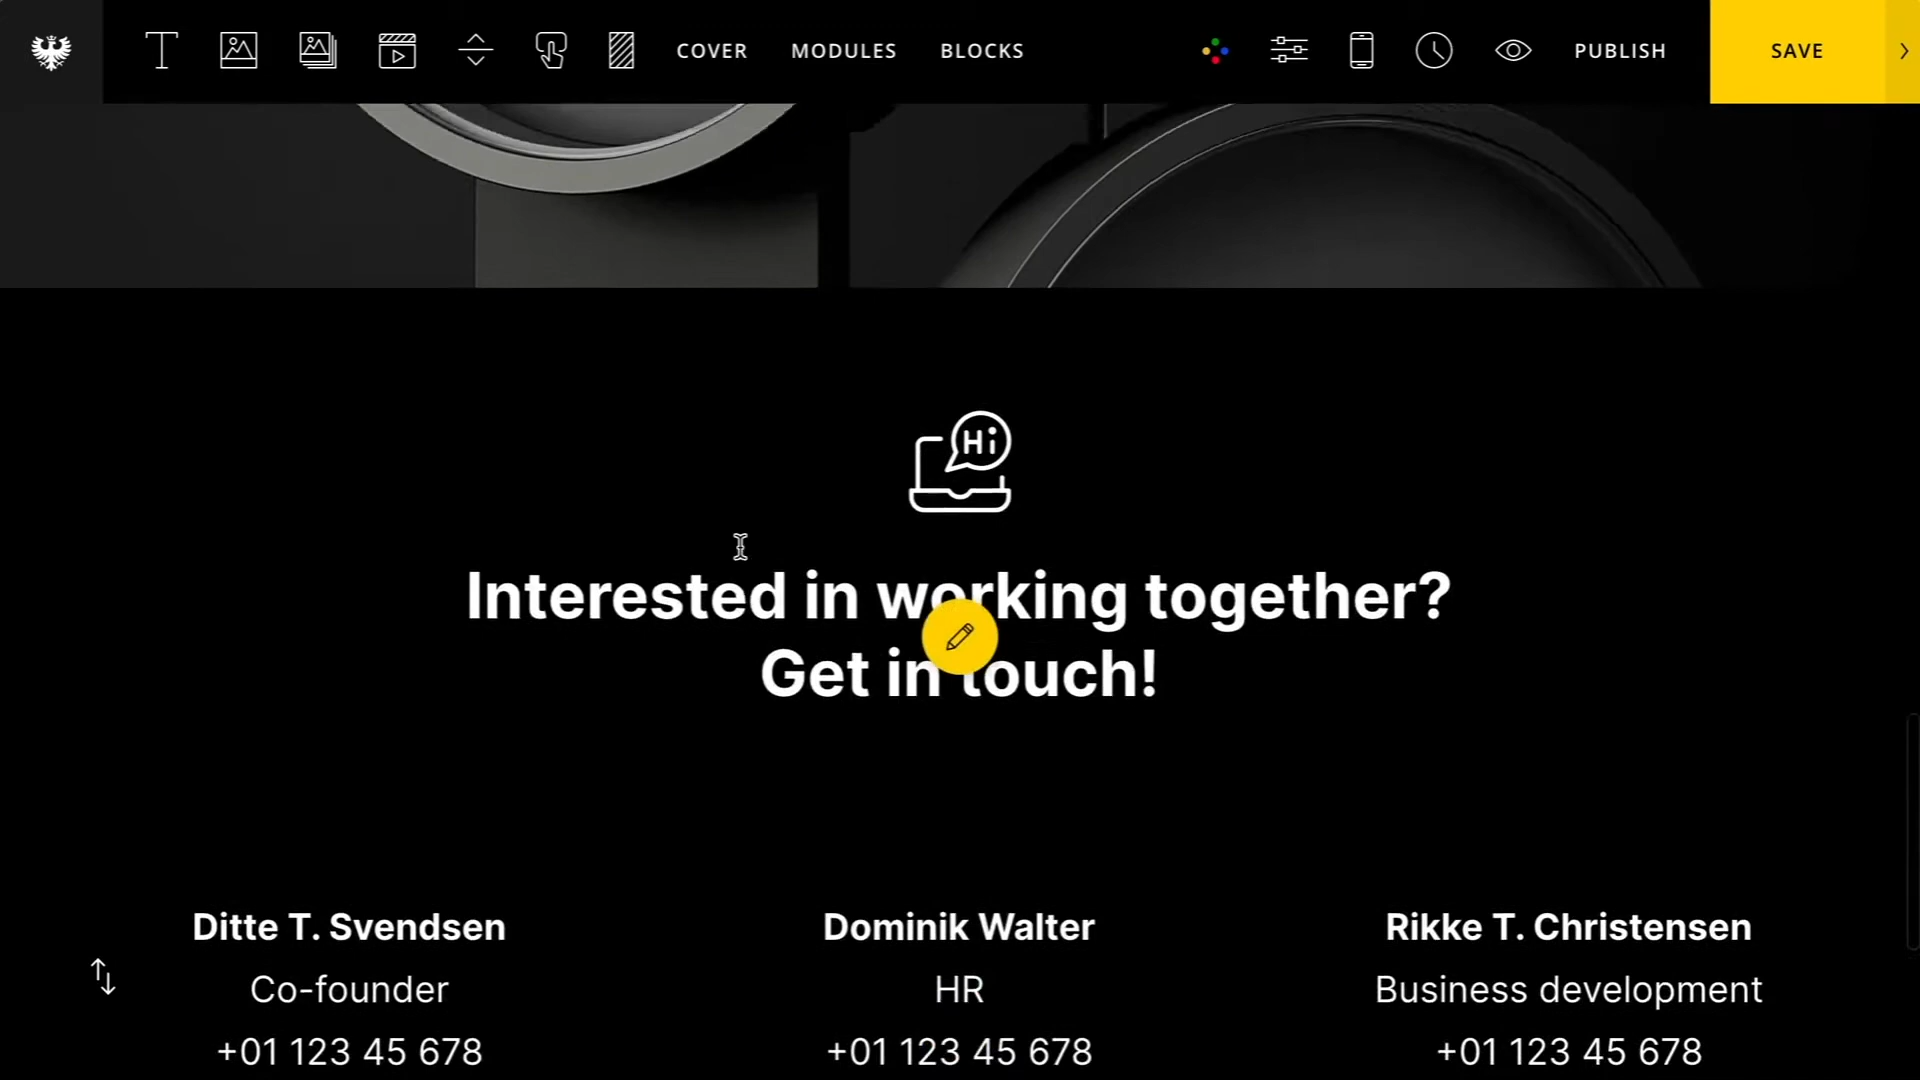 COVER MODULES BLOCKS PUBLISH SAVE
Hi
Interested in working together?
Get in touch!
Ditte T. Svendsen
Co-founder
+01 123 45 678
Dominik Walter
HR
+01 123 45 678
Rikke T. Christensen
Business development
+01 123 45 678